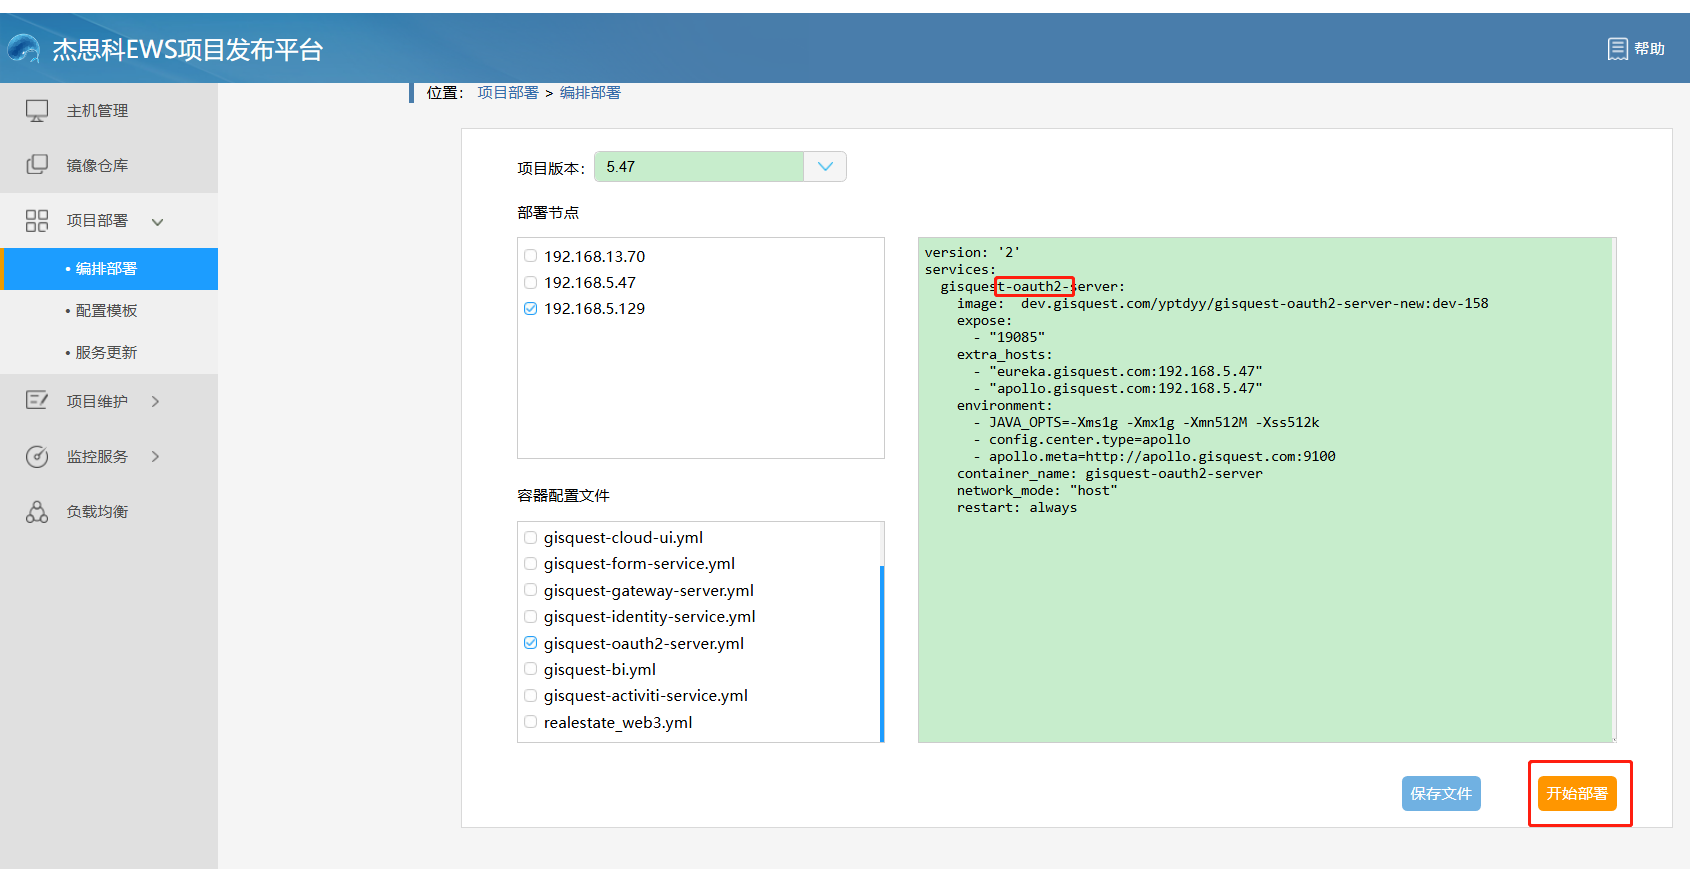 杰思科EWS项目发布平台
帮助
主机管理
镜像仓库
项目部署
• 编排部署
• 配置模板
• 服务更新
项目维护
监控服务
负载均衡
位置： 项目部署 > 编排部署
项目版本： 5.47
部署节点
192.168.13.70
192.168.5.47
192.168.5.129
容器配置文件
gisquest-cloud-ui.yml
gisquest-form-service.yml
gisquest-gateway-server.yml
gisquest-identity-service.yml
gisquest-oauth2-server.yml
gisquest-bi.yml
gisquest-activiti-service.yml
realestate_web3.yml
version: '2'
services:
  gisquest-oauth2-server:
    image:  dev.gisquest.com/yptdyy/gisquest-oauth2-server-new:dev-158
    expose:
      - "19085"
    extra_hosts:
      - "eureka.gisquest.com:192.168.5.47"
      - "apollo.gisquest.com:192.168.5.47"
    environment:
      - JAVA_OPTS=-Xms1g -Xmx1g -Xmn512M -Xss512k
      - config.center.type=apollo
      - apollo.meta=http://apollo.gisquest.com:9100
    container_name: gisquest-oauth2-server
    network_mode: "host"
    restart: always
保存文件
开始部署